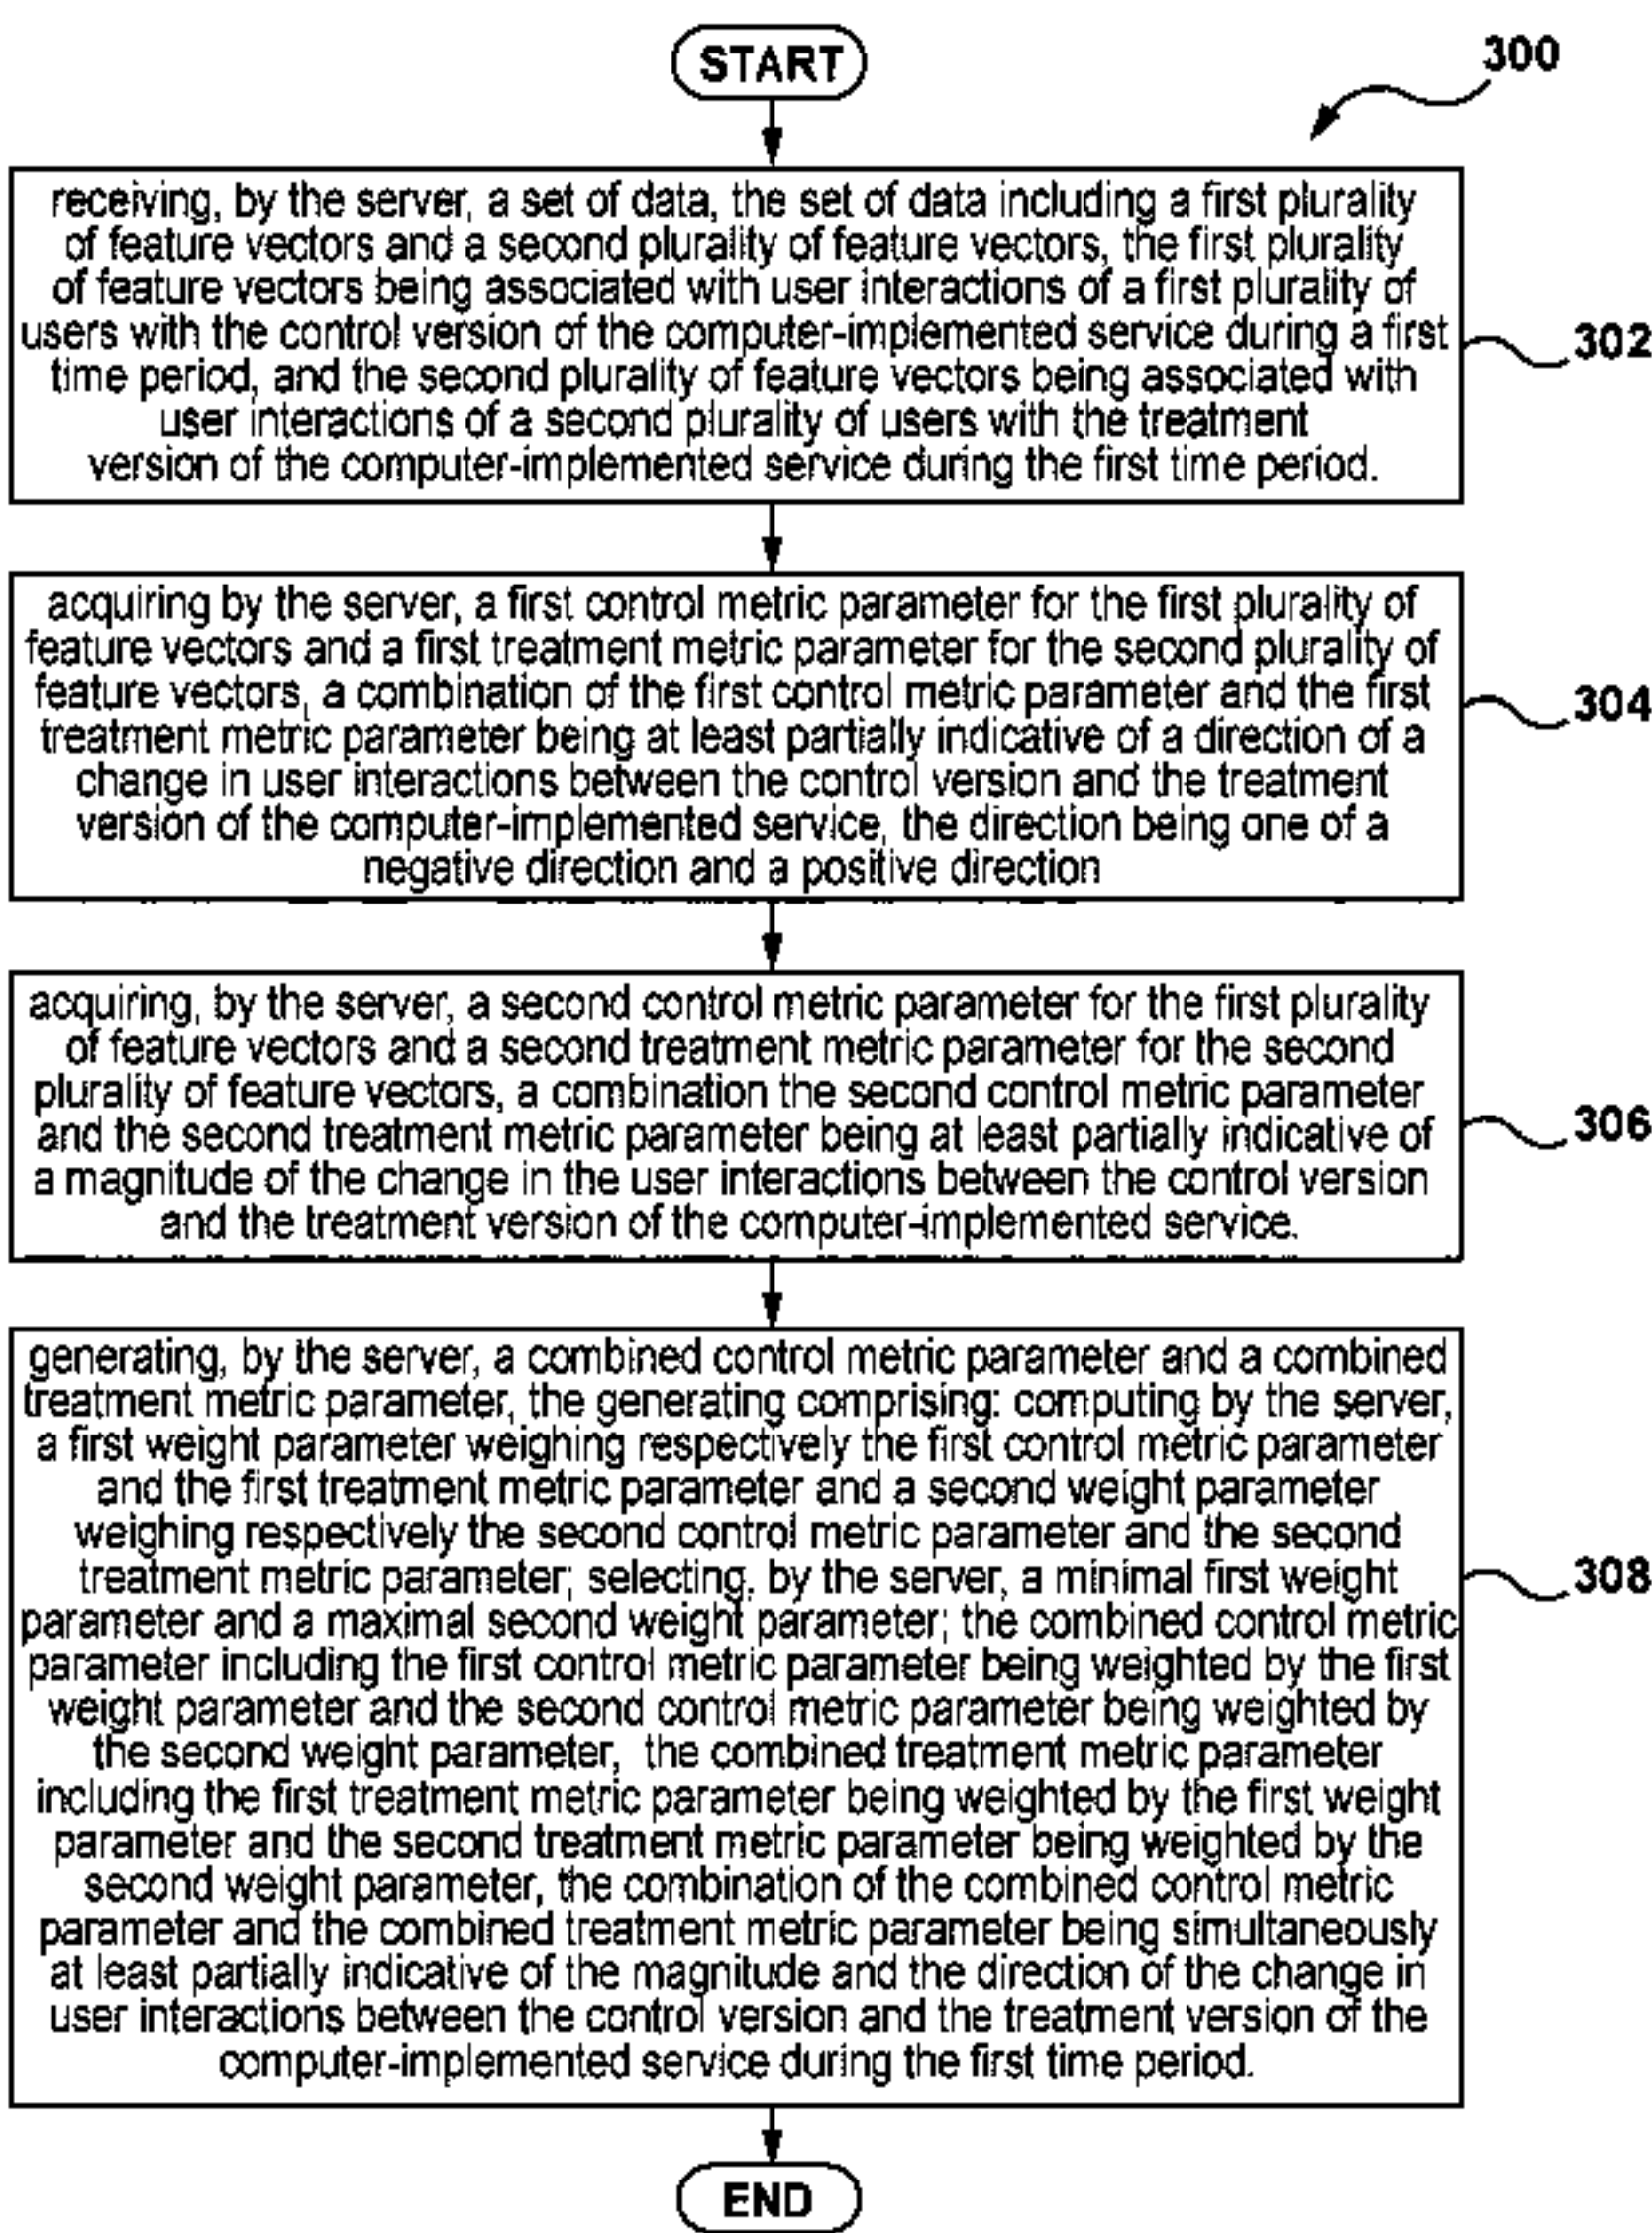 START
300
receiving, by the server, a set of data, the set of data including a first plurality
of feature vectors and a second plurality of feature vectors, the first plurality
of feature vectors being associated with user interactions of a first plurality of
users with the control version of the computer-implemented service during a first
time period, and the second plurality of feature vectors being associated with
user interactions of a second plurality of users with the treatment
version of the computer-implemented service during the first time period.
302
acquiring by the server, a first control metric parameter for the first plurality of
feature vectors and a first treatment metric parameter for the second plurality of
feature vectors, a combination of the first control metric parameter and the first
treatment metric parameter being at least partially indicative of a direction of a
change in user interactions between the control version and the treatment
version of the computer-implemented service, the direction being one of a
negative direction and a positive direction
304
acquiring, by the server, a second control metric parameter for the first plurality
of feature vectors and a second treatment metric parameter for the second
plurality of feature vectors, a combination the second control metric parameter
and the second treatment metric parameter being at least partially indicative of
a magnitude of the change in the user interactions between the control version
and the treatment version of the computer-implemented service.
306
generating, by the server, a combined control metric parameter and a combined
treatment metric parameter, the generating comprising: computing by the server,
a first weight parameter weighing respectively the first control metric parameter
and the first treatment metric parameter and a second weight parameter
weighing respectively the second control metric parameter and the second
treatment metric parameter; selecting, by the server, a minimal first weight
parameter and a maximal second weight parameter; the combined control metric
parameter including the first control metric parameter being weighted by the first
weight parameter and the second control metric parameter being weighted by
the second weight parameter, the combined treatment metric parameter
including the first treatment metric parameter being weighted by the first weight
parameter and the second treatment metric parameter being weighted by the
second weight parameter, the combination of the combined control metric
parameter and the combined treatment metric parameter being simultaneously
at least partially indicative of the magnitude and the direction of the change in
user interactions between the control version and the treatment version of the
computer-implemented service during the first time period.
308
END